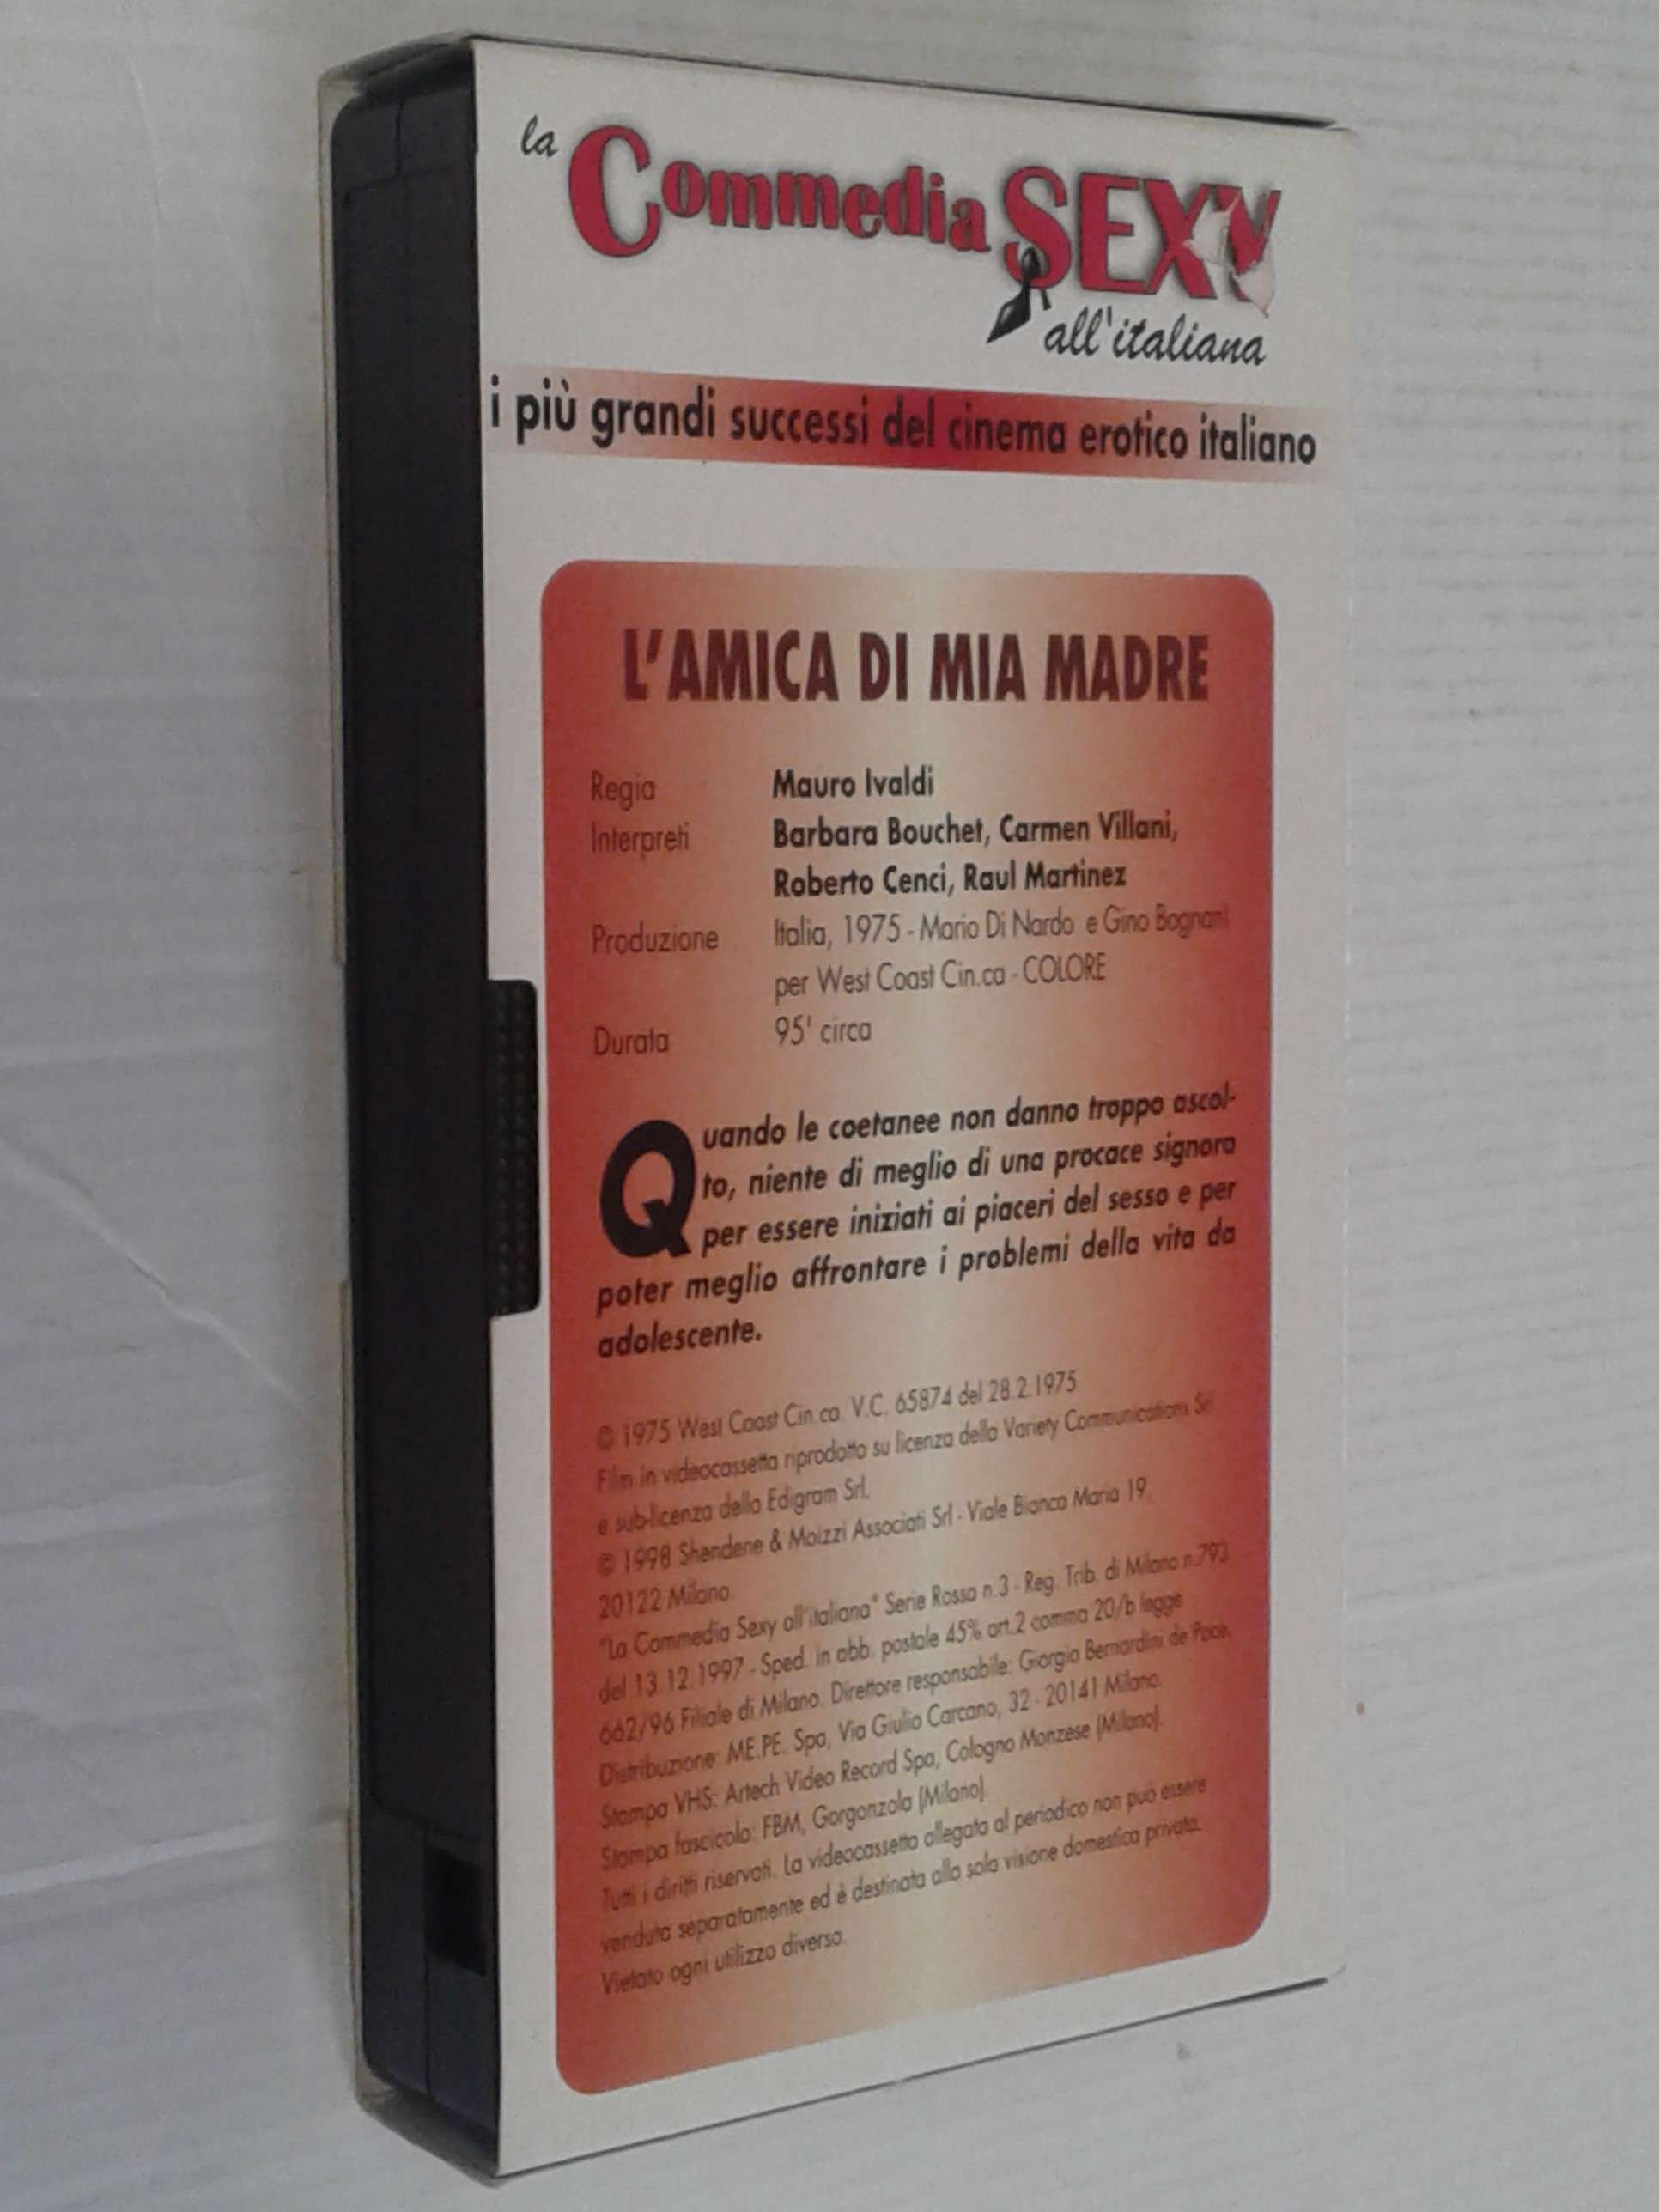 la Commedia SEXY
all'italiana
i più grandi successi del cinema erotico italiano
L'AMICA DI MIA MADRE
Regia Mauro Ivaldi
Interpreti Barbara Bouchet, Carmen Villani,
Roberto Cenci, Raul Martinez
Produzione Italia, 1975 - Mario Di Nardo e Gino Bognani
per West Coast Cin.ca - COLORE
Durata 95' circa
Quando le coetanee non danno troppo ascol-
to, niente di meglio di una procace signora
per essere iniziati ai piaceri del sesso e per
poter meglio affrontare i problemi della vita da
adolescente.
© 1975 West Coast Cin.ca. V.C. 65874 del 28.2.1975
Film in videocassetta riprodotto su licenza della Variety Communications Srl
e sub-licenza della Edigram Srl.
© 1998 Shendene & Moizzi Associati Srl - Viale Bianca Maria 19,
20122 Milano.
"La Commedia Sexy all'italiana" Serie Rossa n.3 - Reg. Trib. di Milano n.793
del 13.12.1997 - Sped. in abb. postale 45% art.2 comma 20/b legge
662/96 Filiale di Milano. Direttore responsabile: Giorgio Bernardini de Pace.
Distribuzione: ME.PE. Spa, Via Giulio Carcano, 32 - 20141 Milano.
Stampa VHS: Artech Video Record Spa, Cologno Monzese (Milano).
Stampa fascicolo: FBM, Gorgonzola (Milano).
Tutti i diritti riservati. La videocassetta allegata al periodico non può essere
venduta separatamente ed è destinata alla sola visione domestica privata.
Vietato ogni utilizzo diverso.